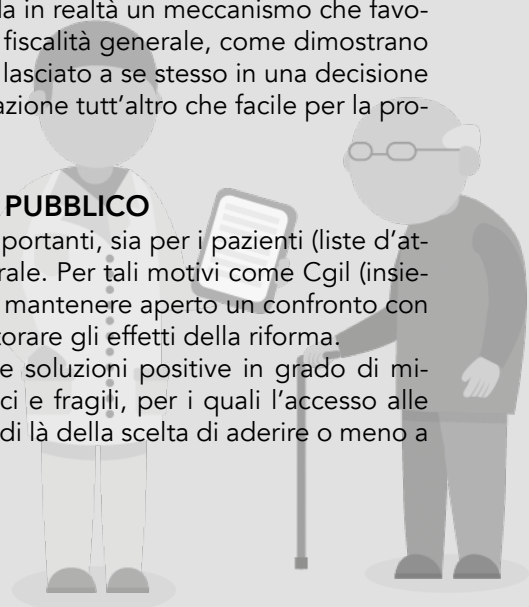 da in realtà un meccanismo che favo-
fiscalità generale, come dimostrano
lasciato a se stesso in una decisione
azione tutt'altro che facile per la pro-
PUBBLICO
portanti, sia per i pazienti (liste d'at-
rale. Per tali motivi come Cgil (insie-
mantenere aperto un confronto con
torare gli effetti della riforma.
e soluzioni positive in grado di mi-
ci e fragili, per i quali l'accesso alle
di là della scelta di aderire o meno a